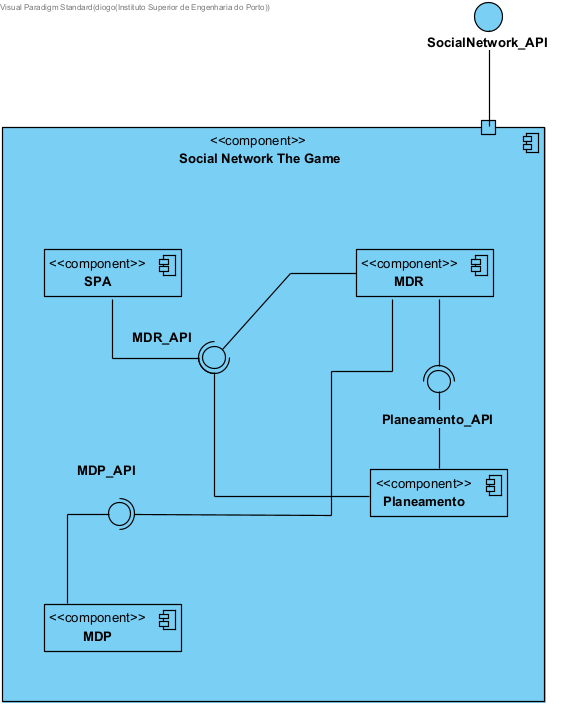 Visual Paradigm Standard(diogo(Instituto Superior de Engenharia do Porto))
SocialNetwork_API
<<component>>
Social Network The Game
<<component>>
SPA
<<component>>
MDR
MDR_API
Planeamento_API
MDP_API
<<component>>
Planeamento
<<component>>
MDP